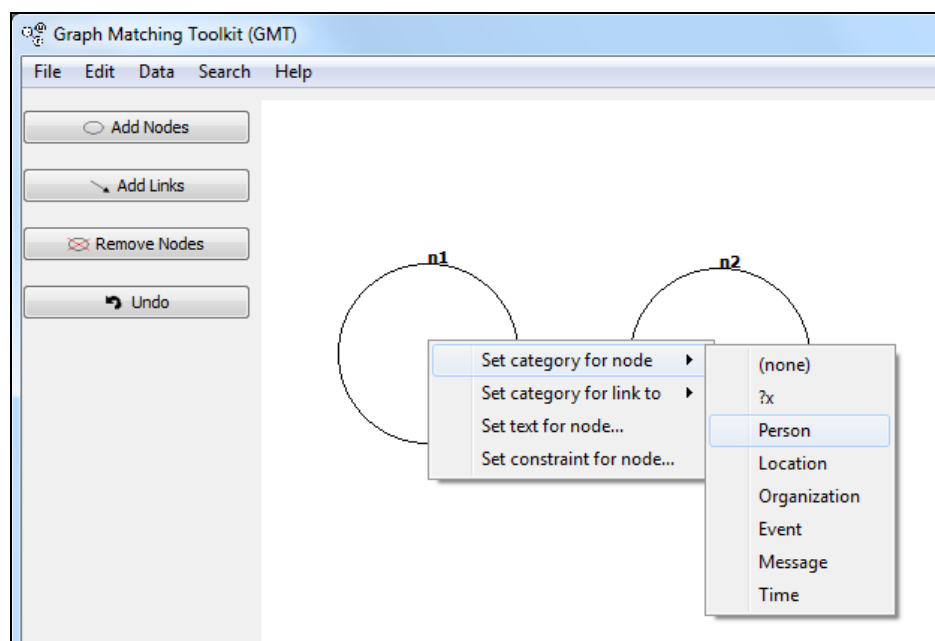 Graph Matching Toolkit (GMT)
File Edit Data Search Help
Add Nodes
Add Links
Remove Nodes
Undo
n1
n2
Set category for node
Set category for link to
Set text for node...
Set constraint for node...
(none)
?x
Person
Location
Organization
Event
Message
Time